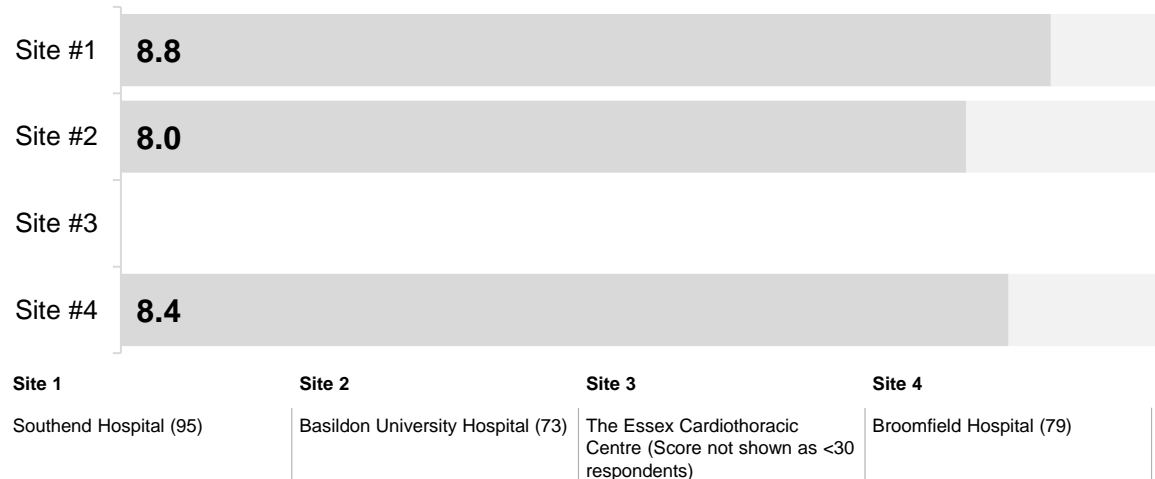 Site #1
8.8
Site #2
8.0
Site #3
Site #4
8.4
Site 1
Southend Hospital (95)
Site 2
Basildon University Hospital (73)
Site 3
The Essex Cardiothoracic
Centre (Score not shown as <30
respondents)
Site 4
Broomfield Hospital (79)